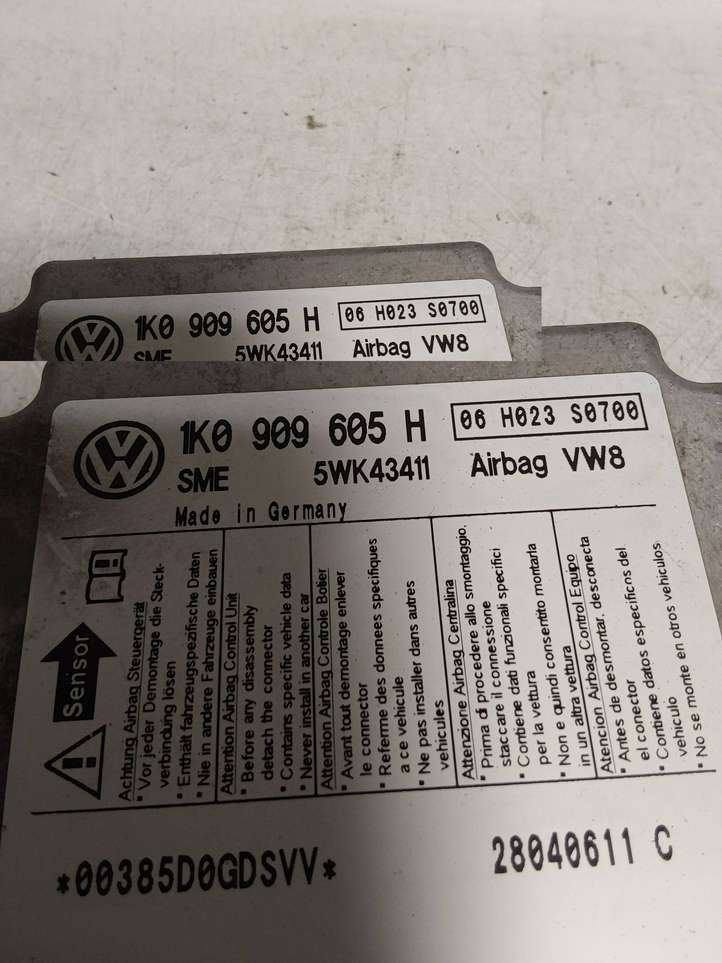 1K0 909 605 H 06 H023 S0700
SME 5WK43411 Airbag VW8
1K0 909 605 H 06 H023 S0700
SME 5WK43411 Airbag VW8
Made in Germany
Sensor
Achtung Airbag Steuergerät
• Vor jeder Demontage die Steck-
verbindung lösen
• Enthält fahrzeugspezifische Daten
• Nie in andere Fahrzeuge einbauen
Attention Airbag Control Unit
• Before any disassembly
detach the connector
• Contains specific vehicle data
• Never install in another car
Attention Airbag Controle Boitier
• Avant tout demontage enlever
le connector
• Referme des donnees specifiques
a ce vehicule
• Ne pas installer dans autres
vehicules
Attenzione Airbag Centralina
• Prima di procedere allo smontaggio,
staccare il connessione
• Contiene dati funzionali specifici
per la vettura
• Non e quindi consentito montarla
in un altra vettura
Atencion Airbag Control Equipo
• Antes de desmontar, desconecta
el conector
• Contiene datos especificos del
vehiculo
• No se monte en otros vehiculos
*00385D0GDSVV* 28040611 C